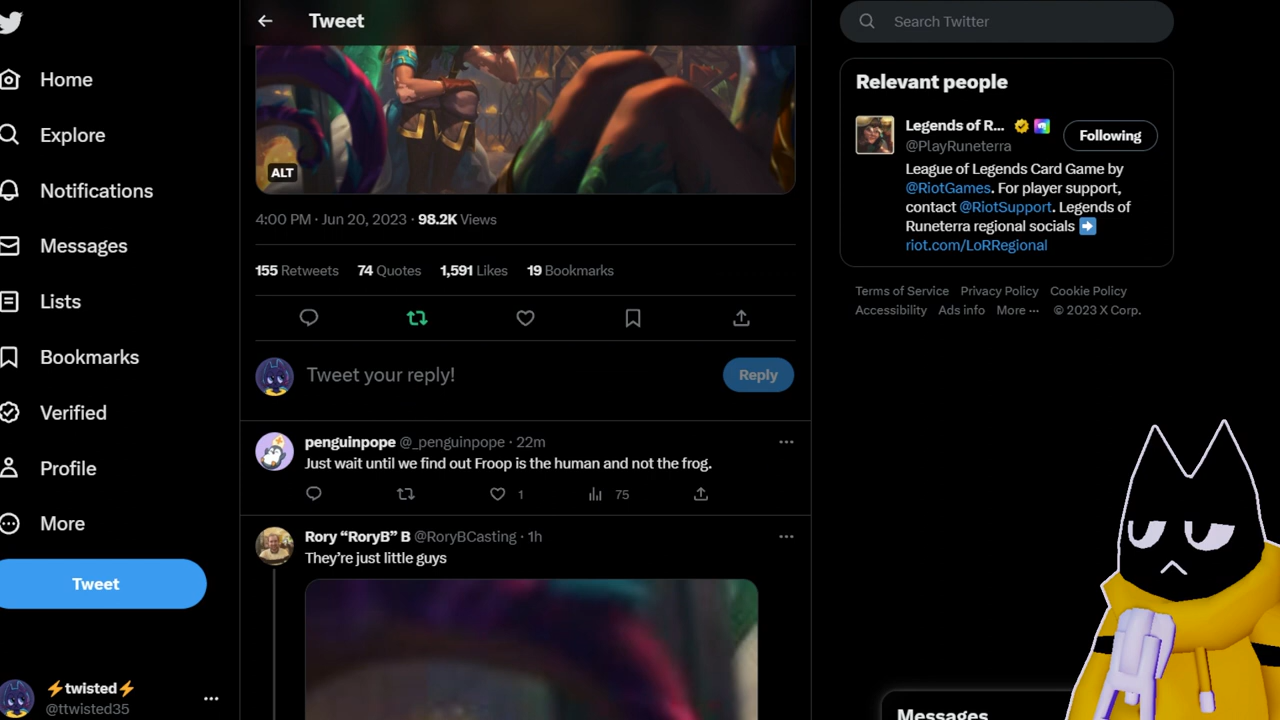 Home
Explore
Notifications
Messages
Lists
Bookmarks
Verified
Profile
More
Tweet
⚡twisted⚡
@ttwisted35
Tweet
ALT
4:00 PM · Jun 20, 2023 · 98.2K Views
155 Retweets 74 Quotes 1,591 Likes 19 Bookmarks
Tweet your reply!
Reply
penguinpope @_penguinpope · 22m
Just wait until we find out Froop is the human and not the frog.
1 75
Rory “RoryB” B @RoryBCasting · 1h
They’re just little guys
Search Twitter
Relevant people
Legends of R...
Following
@PlayRuneterra
League of Legends Card Game by
@RiotGames. For player support,
contact @RiotSupport. Legends of
Runeterra regional socials ➡️
riot.com/LoRRegional
Terms of Service Privacy Policy Cookie Policy
Accessibility Ads info More ··· © 2023 X Corp.
Messages